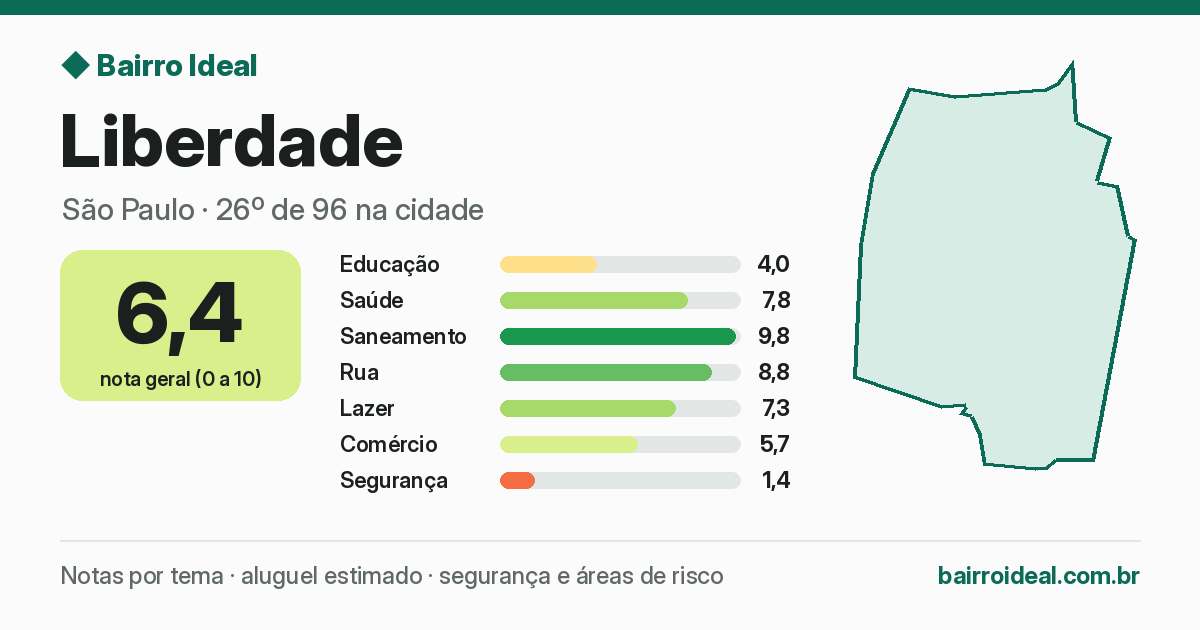 Bairro Ideal
Liberdade
São Paulo · 26º de 96 na cidade
6,4
nota geral (0 a 10)
Educação 4,0
Saúde 7,8
Saneamento 9,8
Rua 8,8
Lazer 7,3
Comércio 5,7
Segurança 1,4
Notas por tema · aluguel estimado · segurança e áreas de risco
bairroideal.com.br